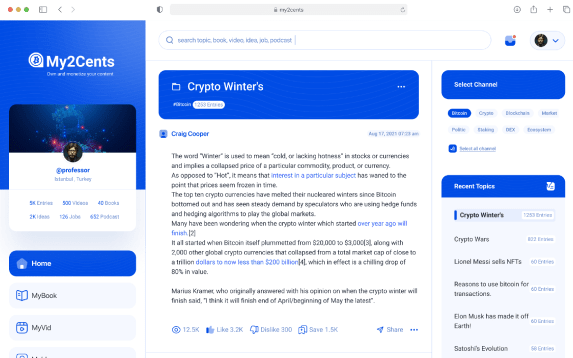 my2cents
search topic, book, video, idea, job, podcast
My2Cents
Own and monetize your content
@professor
Istanbul, Turkey
5K Entries
500 Videos
40 Books
2K Ideas
126 Jobs
652 Podcast
Home
MyBook
MyVid
Crypto Winter's
#Bitcoin
1253 Entries
Craig Cooper
Aug 17, 2021 07:23 am
The word "Winter" is used to mean "cold, or lacking hotness" in stocks or currencies
and implies a collapsed price of a particular commodity, product, or currency.
As opposed to "Hot", it means that interest in a particular subject has waned to the
point that prices seem frozen in time.
The top ten crypto currencies have melted their nucleared winters since Bitcoin
bottomed out and has seen steady demand by speculators who are using hedge funds
and hedging algorithms to play the global markets.
Many have been wondering when the crypto winter which started over year ago will
finish.[2]
It all started when Bitcoin itself plummetted from $20,000 to $3,000[3], along with
2,000 other global crypto currencies that collapsed from a total market cap of close to
a trillion dollars to now less than $200 billion[4], which in effect is a chilling drop of
80% in value.
Marius Kramer, who originally answered with his opinion on when the crypto winter will
finish said, "I think it will finish end of April/beginning of May the latest".
12.5K
Like 3.2K
Dislike 300
Save 1.5K
Share
Select Channel
Bitcoin
Crypto
Blockchain
Market
Politic
Staking
DEX
Ecosystem
Select all channel
Recent Topics
Crypto Winter's
1253 Entries
Crypto Wars
823 Entries
Lionel Messi sells NFTs
60 Entries
Reasons to use bitcoin for
transactions.
60 Entries
Elon Musk has made it off
Earth!
60 Entries
Satoshi's Evolution
58 Entries